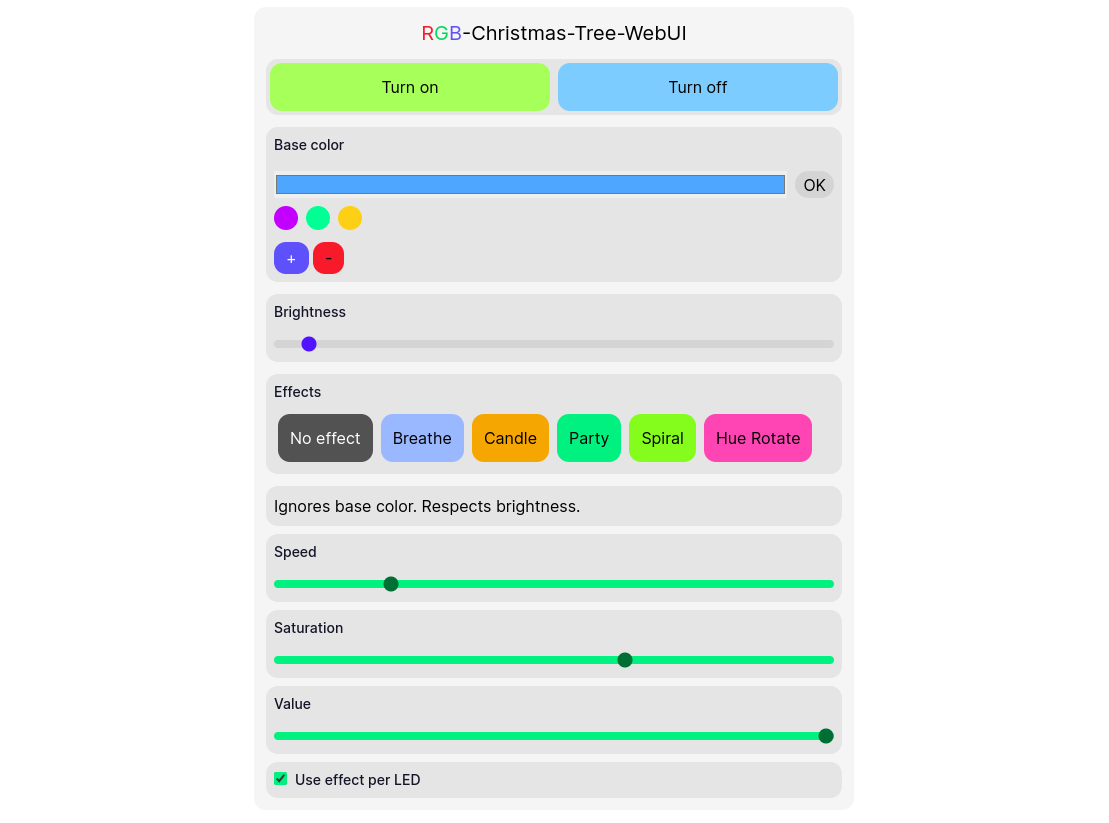 RGB-Christmas-Tree-WebUI
Turn on Turn off
Base color
OK
+ -
Brightness
Effects
No effect Breathe Candle Party Spiral Hue Rotate
Ignores base color. Respects brightness.
Speed
Saturation
Value
Use effect per LED